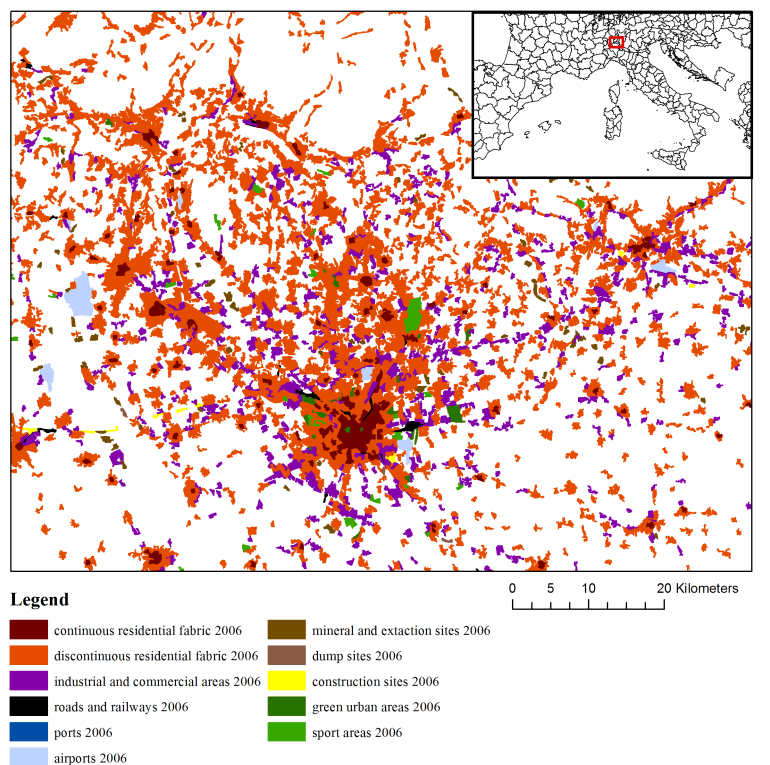 Legend
0 5 10 20 Kilometers
continuous residential fabric 2006
discontinuous residential fabric 2006
industrial and commercial areas 2006
roads and railways 2006
ports 2006
airports 2006
mineral and extaction sites 2006
dump sites 2006
construction sites 2006
green urban areas 2006
sport areas 2006